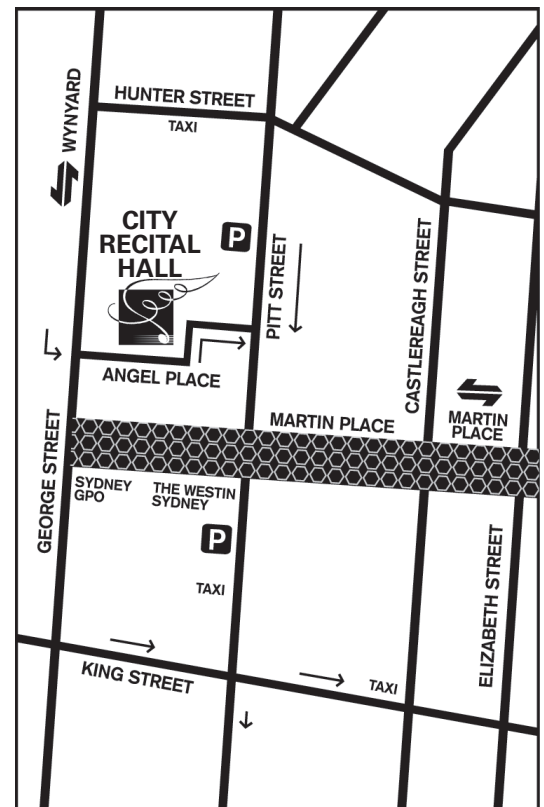 WYNYARD
HUNTER STREET
TAXI
CITY
RECITAL
HALL
P
PITT STREET
CASTLEREAGH STREET
ANGEL PLACE
MARTIN PLACE
MARTIN
PLACE
GEORGE STREET
SYDNEY
GPO
THE WESTIN
SYDNEY
P
TAXI
ELIZABETH STREET
KING STREET
TAXI